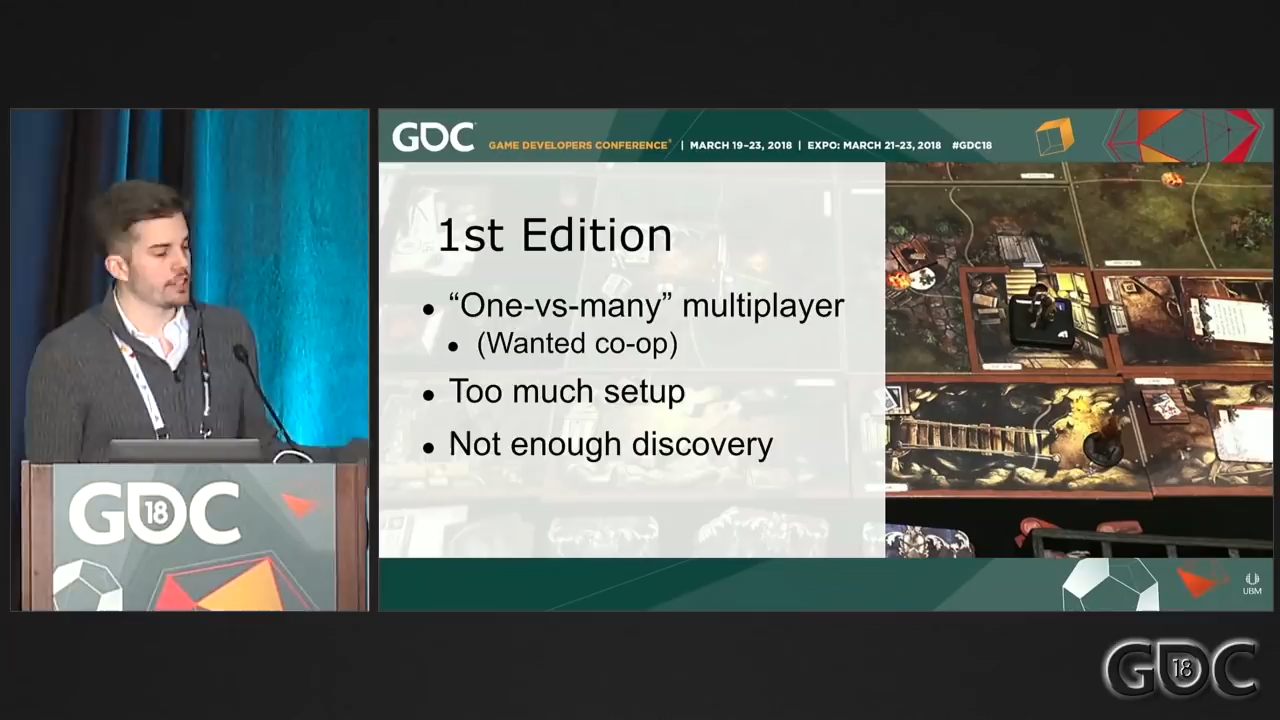 GDC
GAME DEVELOPERS CONFERENCE® | MARCH 19–23, 2018 | EXPO: MARCH 21–23, 2018 #GDC18
1st Edition
• “One-vs-many” multiplayer
• (Wanted co-op)
• Too much setup
• Not enough discovery
GDC
18
UBM
GDC
18